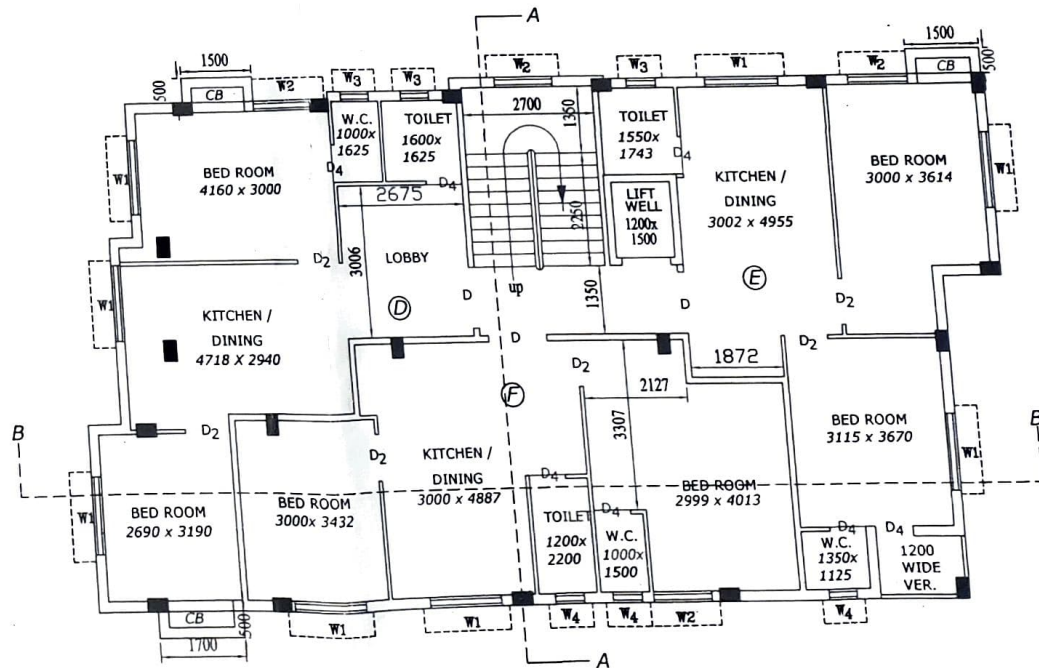 A
1500
1500
500
CB
W2
W3
W3
W2
W3
W1
W2
CB
500
2700
1350
W.C.
1000x
1625
TOILET
1600x
1625
TOILET
1550x
1743
W1
BED ROOM
4160 x 3000
D4
D4
2675
2250
LIFT
WELL
1200x
1500
KITCHEN /
DINING
3002 x 4955
BED ROOM
3000 x 3614
W1
3006
LOBBY
D2
W1
D
D
up
1350
D
E
D2
KITCHEN /
DINING
4718 x 2940
D
D2
D2
1872
F
2127
3307
B
D2
D2
KITCHEN /
DINING
3000 x 4887
BED ROOM
3115 x 3670
B
W1
W1
D4
BED ROOM
2999 x 4013
BED ROOM
2690 x 3190
BED ROOM
3000x 3432
TOILET
1200x
2200
D4
W.C.
1000x
1500
D4
D4
W.C.
1350x
1125
1200
WIDE
VER.
CB
500
1700
W1
W1
W4
W4
W2
W4
A